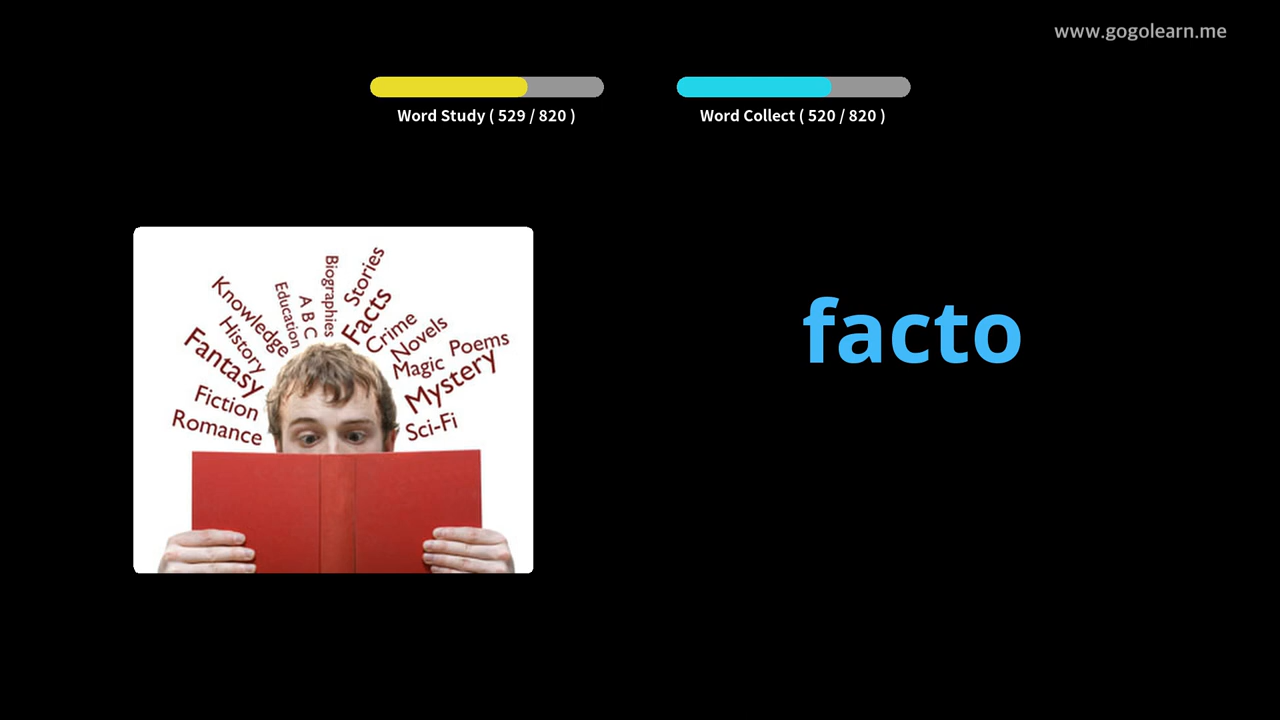 www.gogolearn.me
Word Study ( 529 / 820 )
Word Collect ( 520 / 820 )
Biographies
Stories
Education
A B C
Facts
Knowledge
History
Crime
Novels
Fantasy
Magic
Poems
Mystery
Fiction
Romance
Sci-Fi
facto